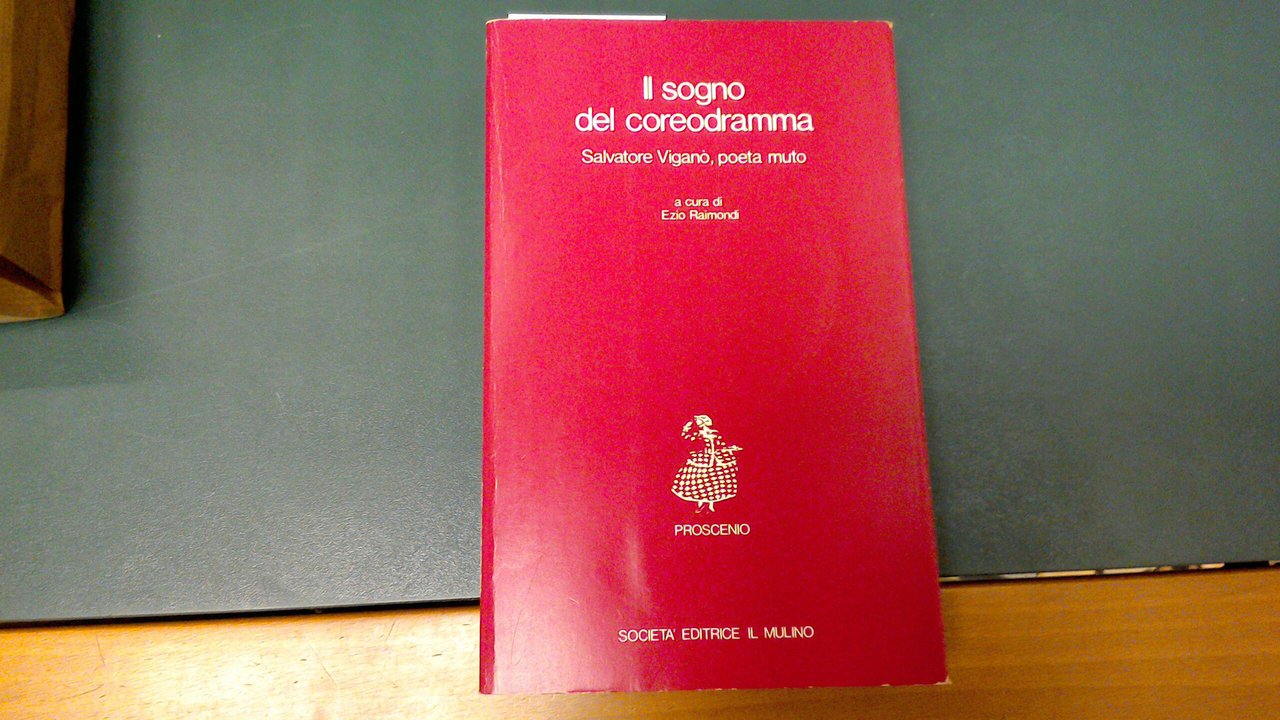 Il sogno
del coreodramma
Salvatore Viganò, poeta muto
a cura di
Ezio Raimondi
PROSCENIO
SOCIETA' EDITRICE IL MULINO